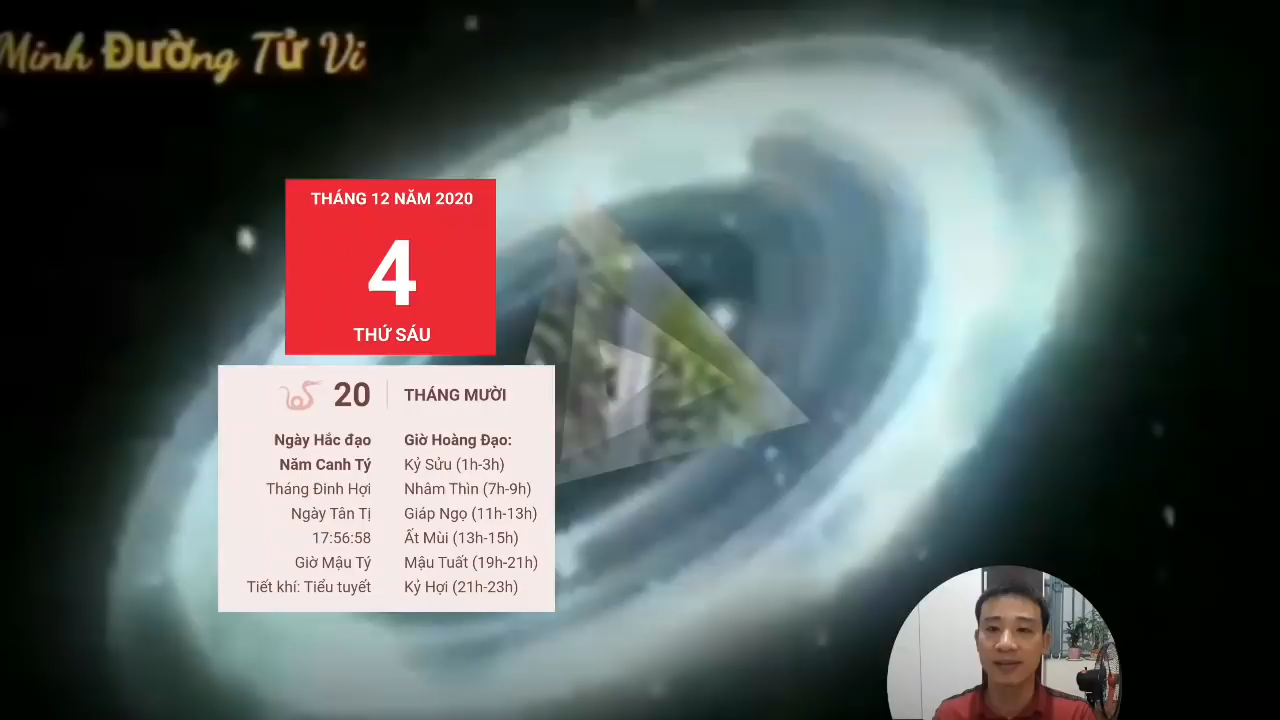 Minh Đường Tử Vi
THÁNG 12 NĂM 2020
4
THỨ SÁU
20 THÁNG MƯỜI
Ngày Hắc đạo Giờ Hoàng Đạo:
Năm Canh Tý Kỷ Sửu (1h-3h)
Tháng Đinh Hợi Nhâm Thìn (7h-9h)
Ngày Tân Tị Giáp Ngọ (11h-13h)
17:56:58 Ất Mùi (13h-15h)
Giờ Mậu Tý Mậu Tuất (19h-21h)
Tiết khí: Tiểu tuyết Kỷ Hợi (21h-23h)